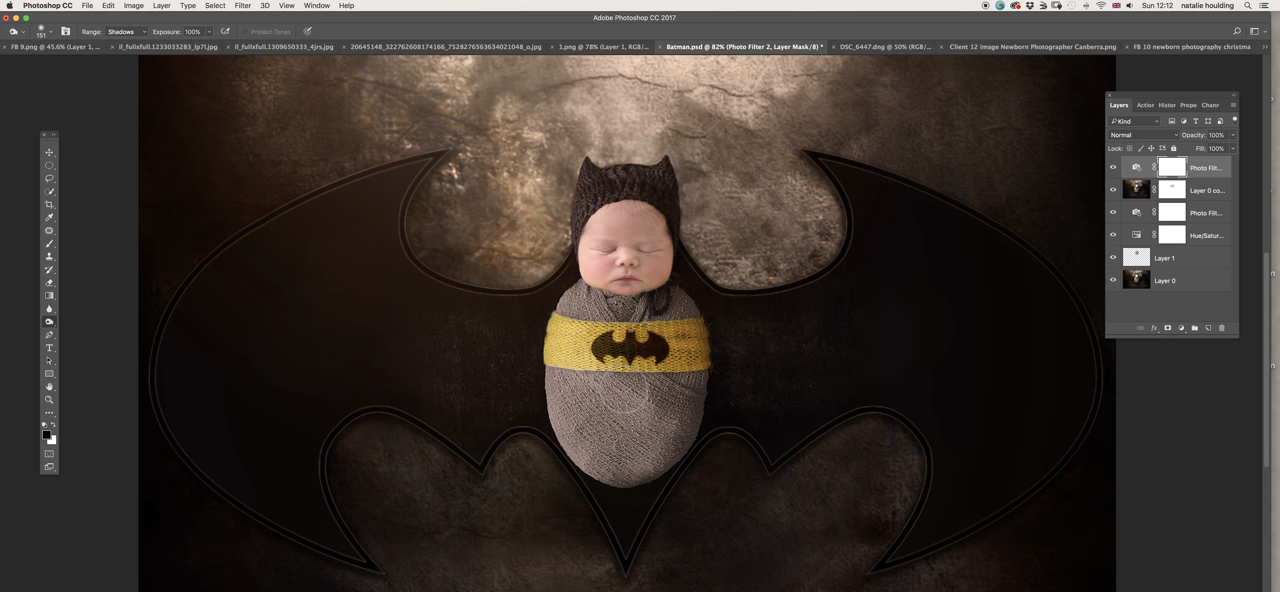 Photoshop CC File Edit Image Layer Type Select Filter 3D View Window Help Sun 12:12 natalie houlding
Adobe Photoshop CC 2017
151 Range: Shadows Exposure: 100% Protect Tones
FB 9.png @ 45.6% (Layer 1, ... il_fullxfull.1233033283_lp7l.jpg il_fullxfull.1309650333_4jrs.jpg 20645148_322762608174166_7528276563634021048_o.jpg 1.png @ 78% (Layer 1, RGB/... Batman.psd @ 82% (Photo Filter 2, Layer Mask/8) * DSC_6447.dng @ 50% (RGB/... Client 12 image Newborn Photographer Canberra.png FB 10 newborn photography christma
Layers Action Histor Prope Chanr
Kind
Normal Opacity: 100%
Lock: Fill: 100%
Photo Filt...
Layer 0 co...
Photo Filt...
Hue/Satur...
Layer 1
Layer 0
fx